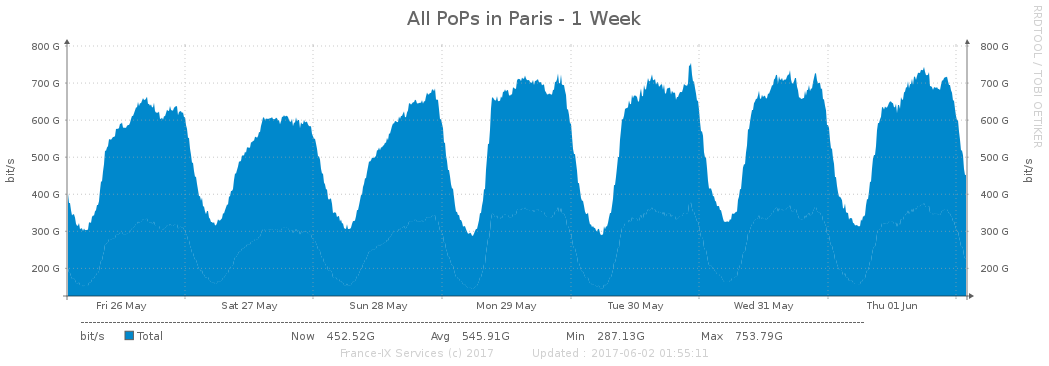 All PoPs in Paris - 1 Week
RRDTOOL / TOBI OETIKER
800 G 800 G
700 G 700 G
600 G 600 G
500 G 500 G
400 G 400 G
300 G 300 G
200 G 200 G
bit/s bit/s
Fri 26 May Sat 27 May Sun 28 May Mon 29 May Tue 30 May Wed 31 May Thu 01 Jun
bit/s Total Now 452.52G Avg 545.91G Min 287.13G Max 753.79G
France-IX Services (c) 2017 Updated : 2017-06-02 01:55:11